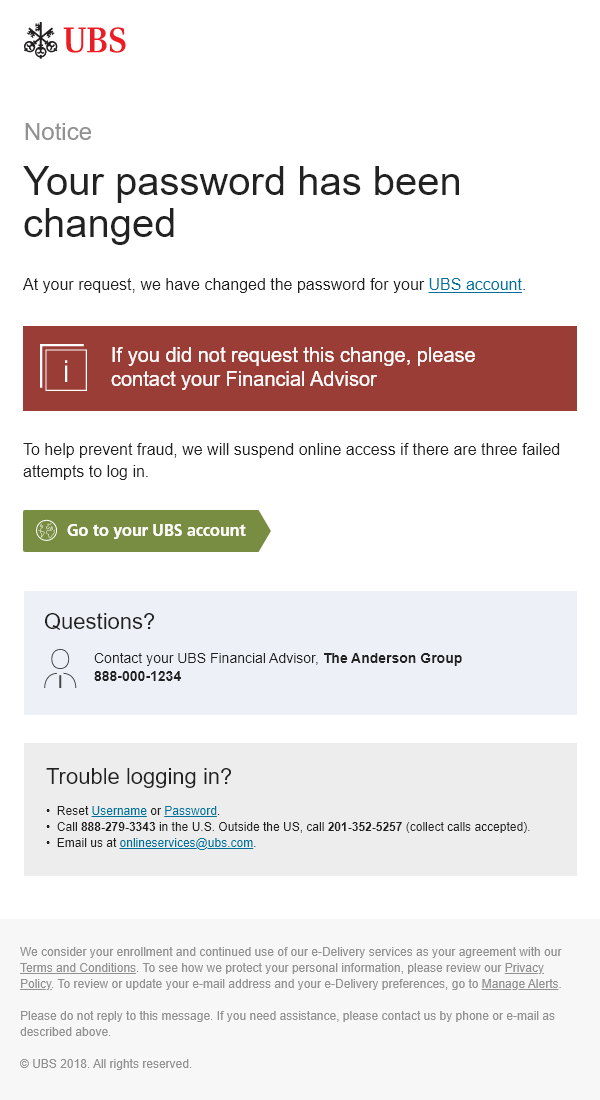 UBS
Notice
Your password has been
changed
At your request, we have changed the password for your UBS account.
i
If you did not request this change, please
contact your Financial Advisor
To help prevent fraud, we will suspend online access if there are three failed
attempts to log in.
Go to your UBS account
Questions?
Contact your UBS Financial Advisor, The Anderson Group
888-000-1234
Trouble logging in?
• Reset Username or Password.
• Call 888-279-3343 in the U.S. Outside the US, call 201-352-5257 (collect calls accepted).
• Email us at onlineservices@ubs.com.
We consider your enrollment and continued use of our e-Delivery services as your agreement with our
Terms and Conditions. To see how we protect your personal information, please review our Privacy
Policy. To review or update your e-mail address and your e-Delivery preferences, go to Manage Alerts.
Please do not reply to this message. If you need assistance, please contact us by phone or e-mail as
described above.
© UBS 2018. All rights reserved.